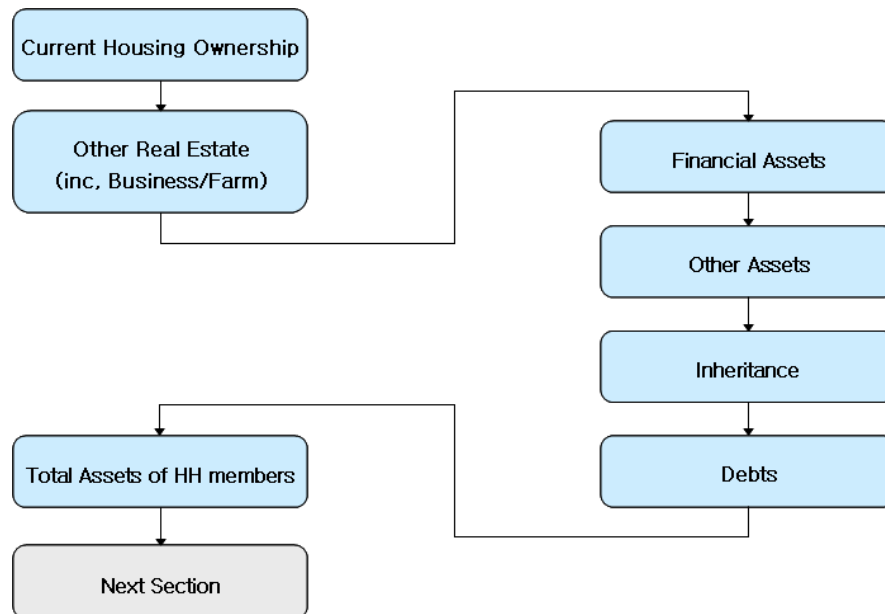 Current Housing Ownership
Other Real Estate
(inc, Business/Farm)
Financial Assets
Other Assets
Inheritance
Debts
Total Assets of HH members
Next Section